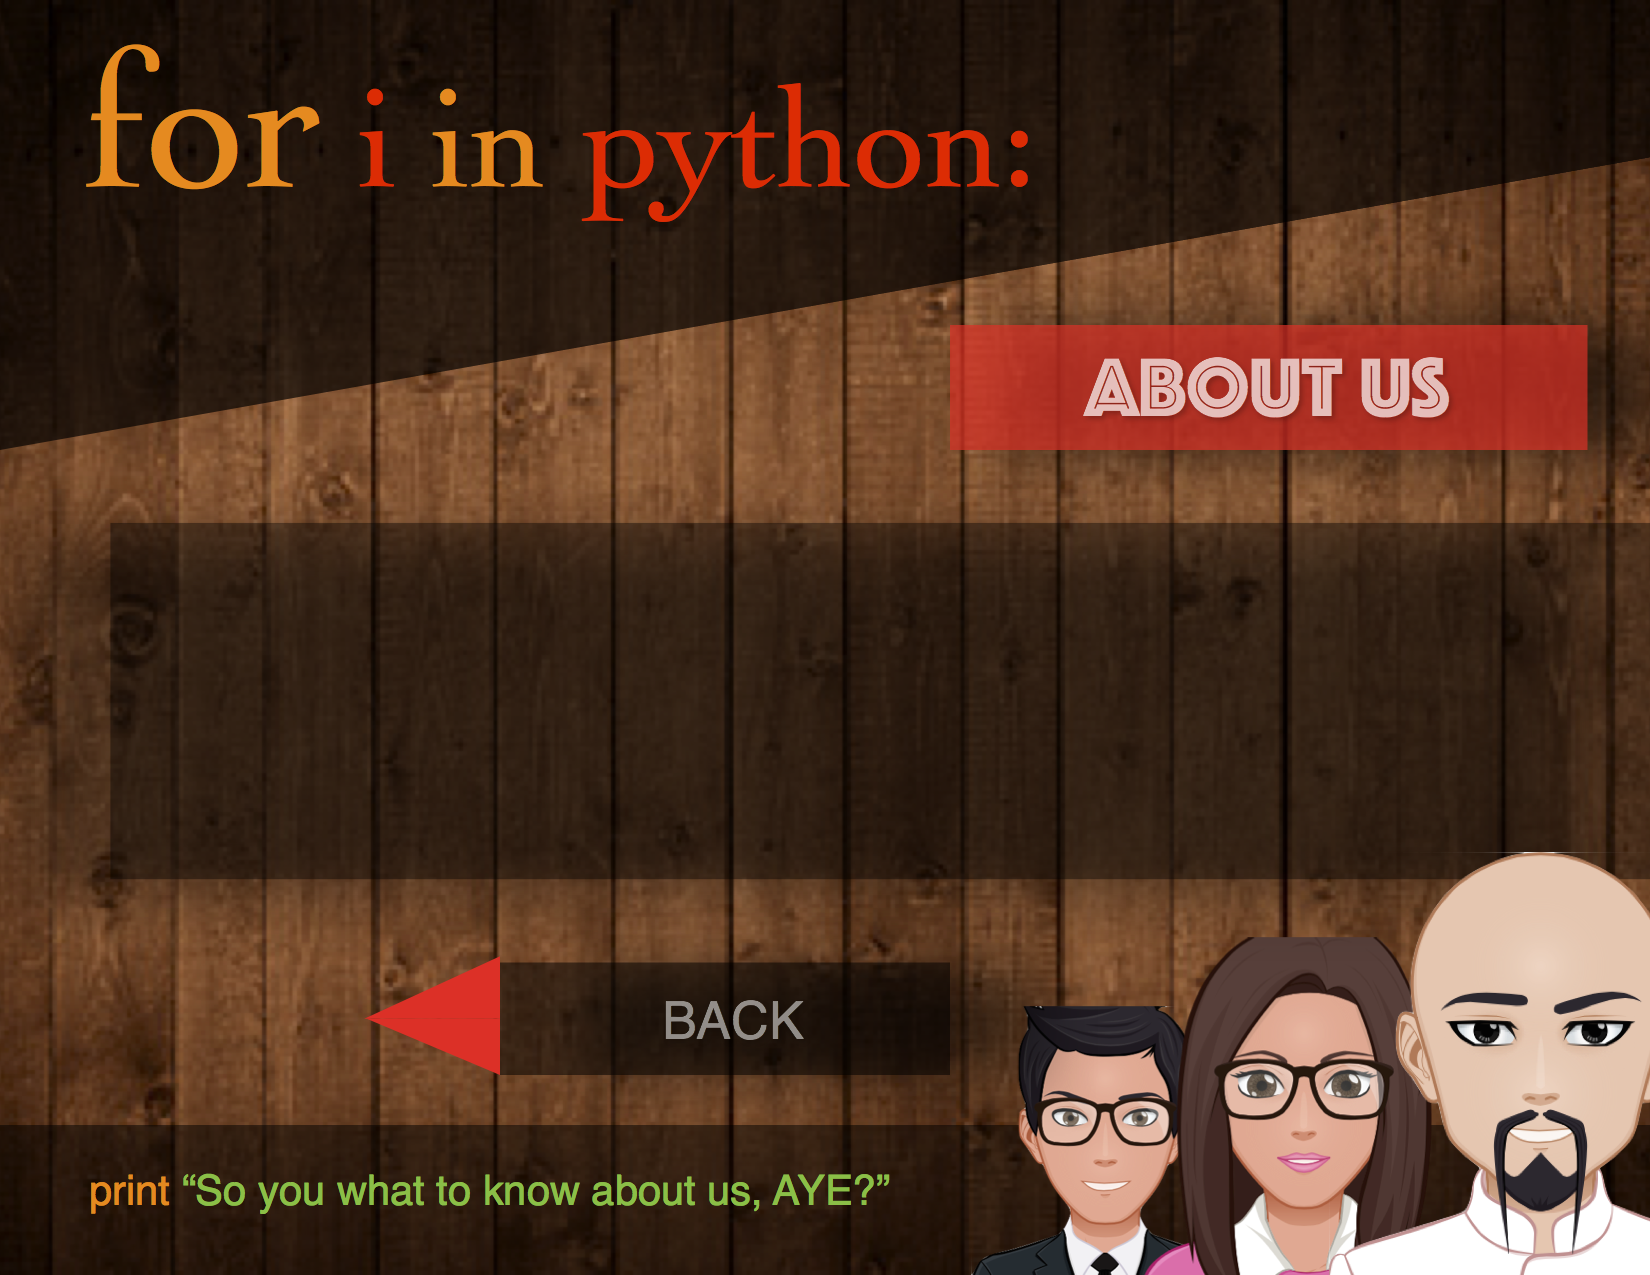 for i in python:
ABOUT US
BACK
print “So you what to know about us, AYE?”